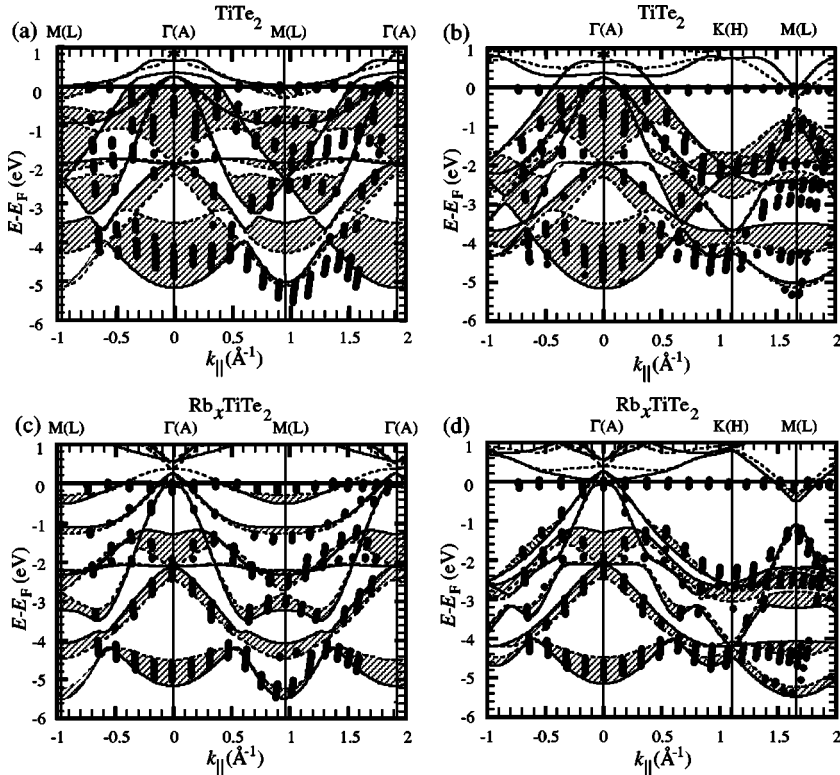 (a) TiTe2
M(L) Γ(A) M(L) Γ(A)
1
0
-1
-2
-3
-4
-5
-6
E-EF (eV)
-1 -0.5 0 0.5 1 1.5 2
k||(Å-1)
(b) TiTe2
Γ(A) K(H) M(L)
1
0
-1
-2
-3
-4
-5
-6
E-EF (eV)
-1 -0.5 0 0.5 1 1.5 2
k||(Å-1)
(c) RbxTiTe2
M(L) Γ(A) M(L) Γ(A)
1
0
-1
-2
-3
-4
-5
-6
E-EF (eV)
-1 -0.5 0 0.5 1 1.5 2
k||(Å-1)
(d) RbxTiTe2
Γ(A) K(H) M(L)
1
0
-1
-2
-3
-4
-5
-6
E-EF (eV)
-1 -0.5 0 0.5 1 1.5 2
k||(Å-1)